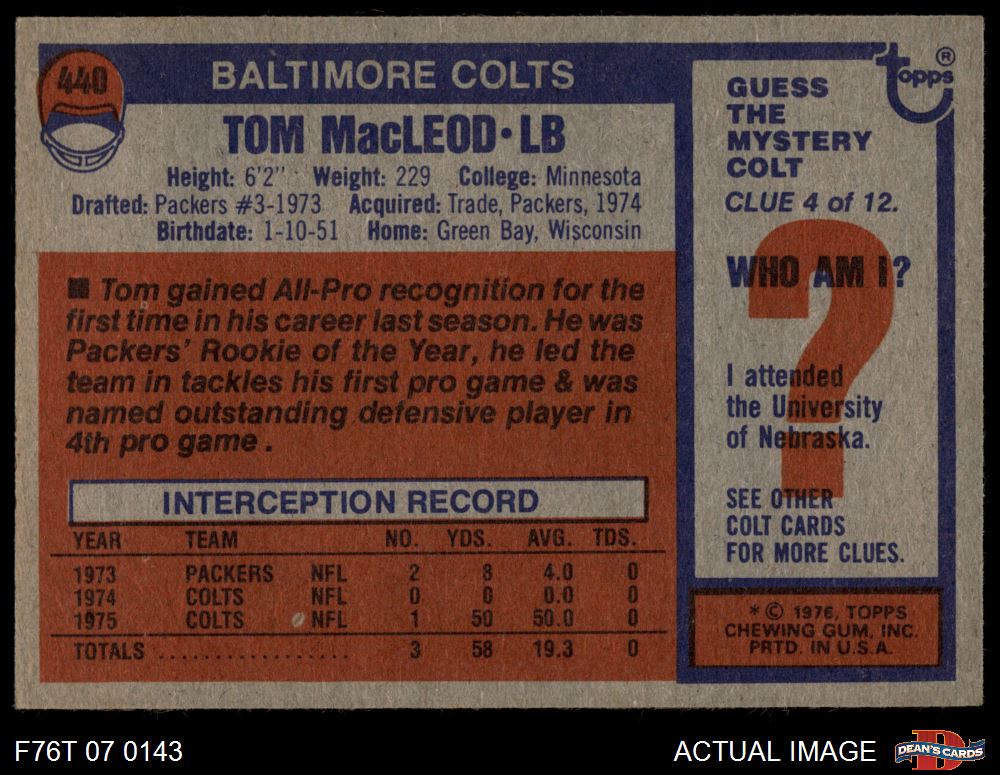 440
BALTIMORE COLTS
TOM MacLEOD • LB
Height: 6'2" Weight: 229 College: Minnesota
Drafted: Packers #3-1973 Acquired: Trade, Packers, 1974
Birthdate: 1-10-51 Home: Green Bay, Wisconsin
■ Tom gained All-Pro recognition for the
first time in his career last season. He was
Packers' Rookie of the Year, he led the
team in tackles his first pro game & was
named outstanding defensive player in
4th pro game.
INTERCEPTION RECORD
YEAR TEAM NO. YDS. AVG. TDS.
1973 PACKERS NFL 2 8 4.0 0
1974 COLTS NFL 0 0 0.0 0
1975 COLTS NFL 1 50 50.0 0
TOTALS .................. 3 58 19.3 0
topps ®
GUESS
THE
MYSTERY
COLT
CLUE 4 of 12.
WHO AM I?
?
I attended
the University
of Nebraska.
SEE OTHER
COLT CARDS
FOR MORE CLUES.
* © 1976, TOPPS
CHEWING GUM, INC.
PRTD. IN U.S.A.
F76T 07 0143
ACTUAL IMAGE
D
DEAN'S CARDS